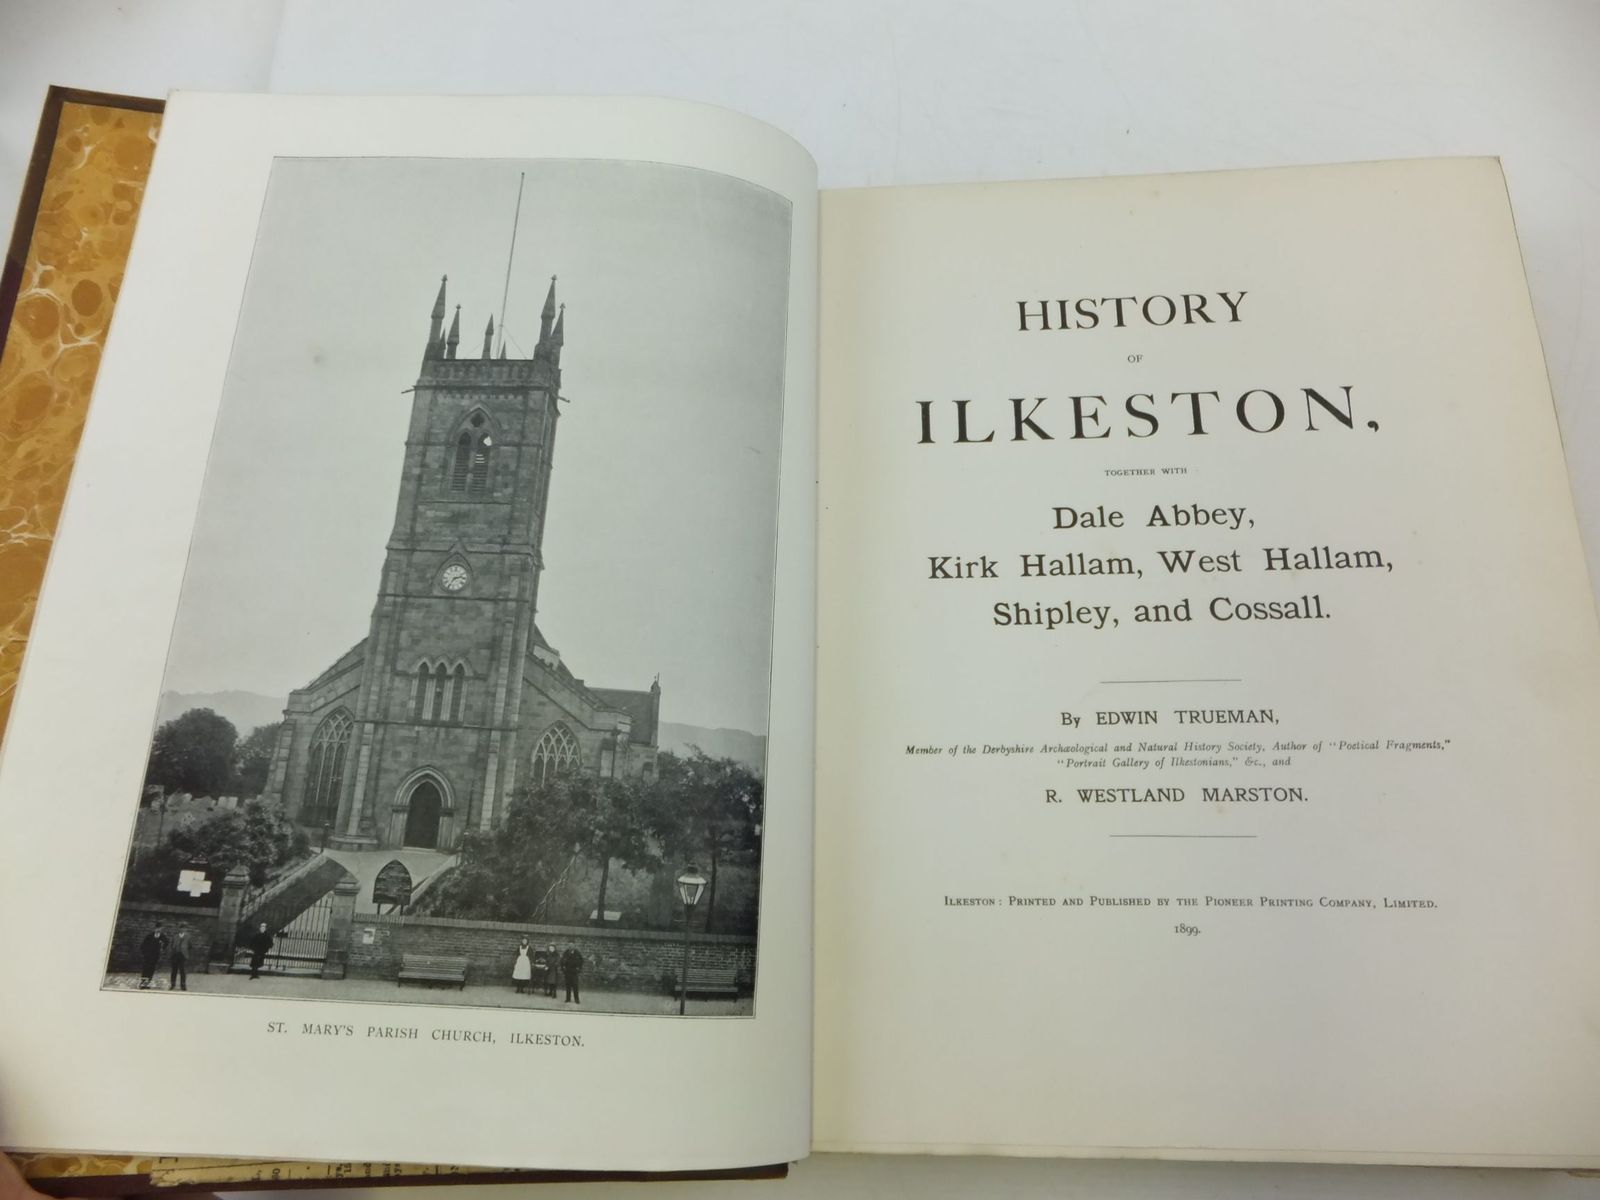 ST. MARY'S PARISH CHURCH, ILKESTON.
HISTORY
OF
ILKESTON,
TOGETHER WITH
Dale Abbey,
Kirk Hallam, West Hallam,
Shipley, and Cossall.
By EDWIN TRUEMAN,
Member of the Derbyshire Archæological and Natural History Society, Author of "Poetical Fragments,"
"Portrait Gallery of Ilkestonians," &c., and
R. WESTLAND MARSTON.
ILKESTON: PRINTED AND PUBLISHED BY THE PIONEER PRINTING COMPANY, LIMITED.
1899.